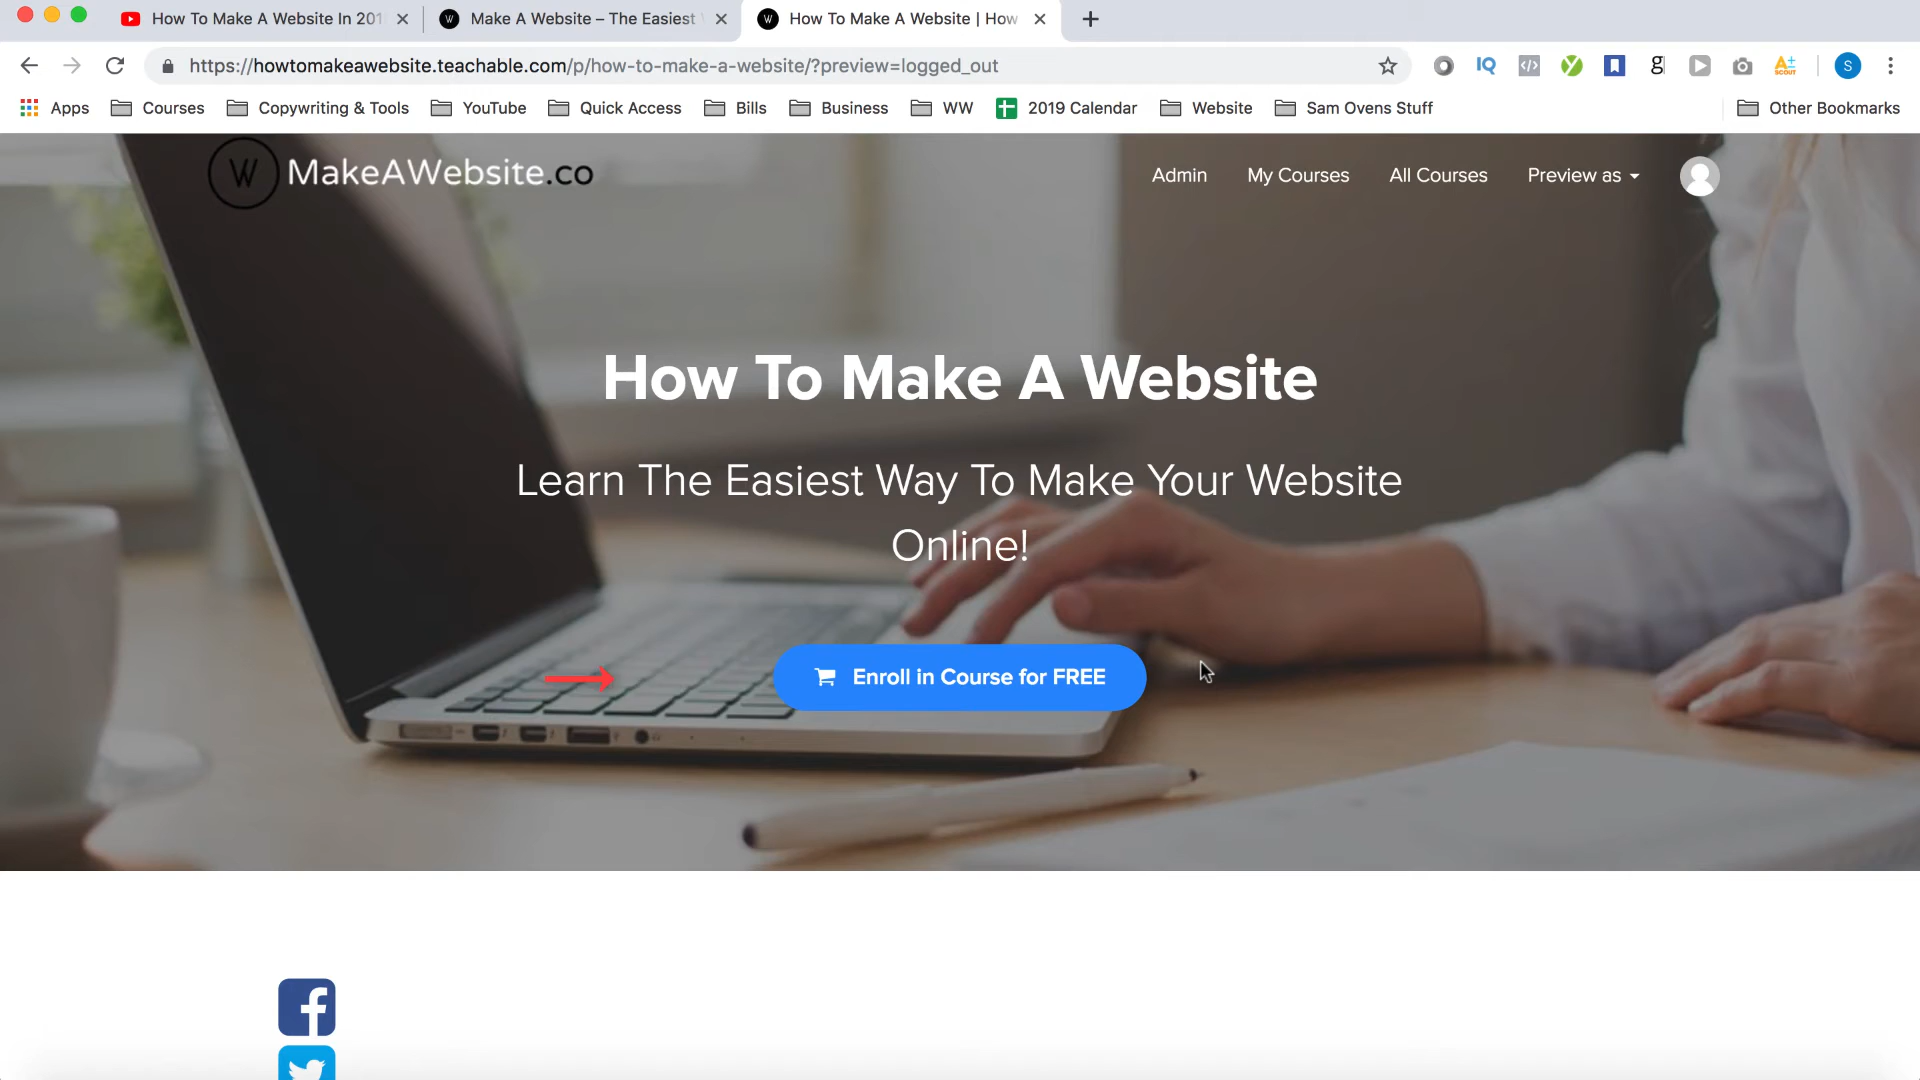 How To Make A Website In 201
Make A Website – The Easiest
How To Make A Website | How
https://howtomakeawebsite.teachable.com/p/how-to-make-a-website/?preview=logged_out
IQ
</>
g
A+
SCOUT
S
Apps
Courses
Copywriting & Tools
YouTube
Quick Access
Bills
Business
WW
2019 Calendar
Website
Sam Ovens Stuff
Other Bookmarks
W MakeAWebsite.co
Admin
My Courses
All Courses
Preview as
How To Make A Website
Learn The Easiest Way To Make Your Website
Online!
Enroll in Course for FREE